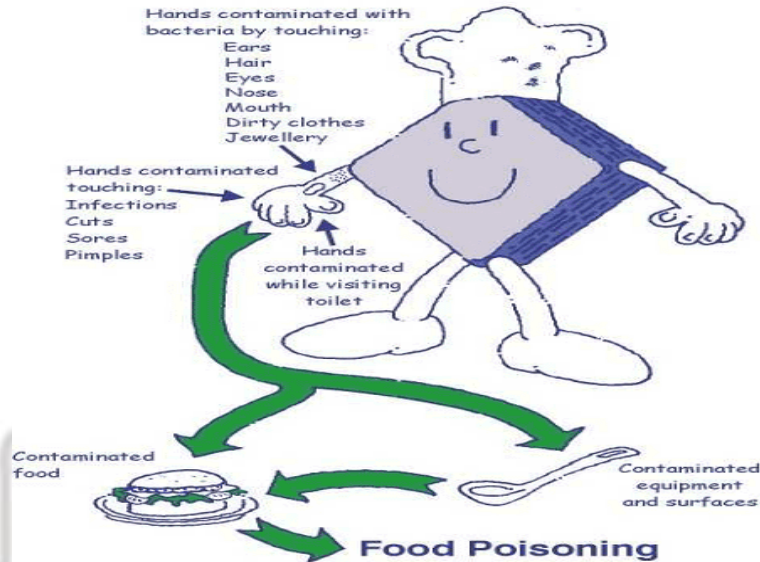 Hands contaminated with
bacteria by touching:
Ears
Hair
Eyes
Nose
Mouth
Dirty clothes
Jewellery
Hands contaminated
touching:
Infections
Cuts
Sores
Pimples
Hands
contaminated
while visiting
toilet
Contaminated
food
Contaminated
equipment
and surfaces
Food Poisoning